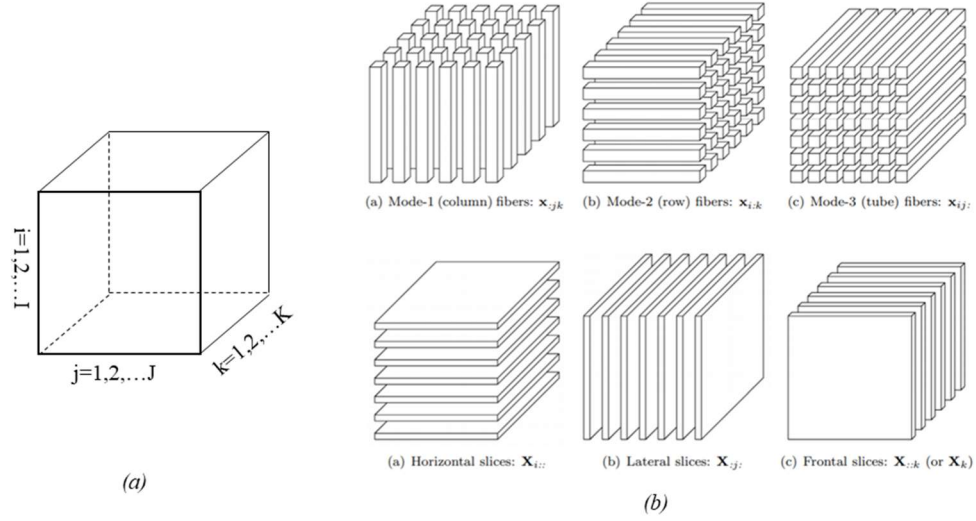 i=1,2,...I
j=1,2,...J
k=1,2,...K
(a)
(a) Mode-1 (column) fibers: x:jk
(b) Mode-2 (row) fibers: xi:k
(c) Mode-3 (tube) fibers: xij:
(a) Horizontal slices: Xi::
(b) Lateral slices: X:j:
(c) Frontal slices: X::k (or Xk)
(b)